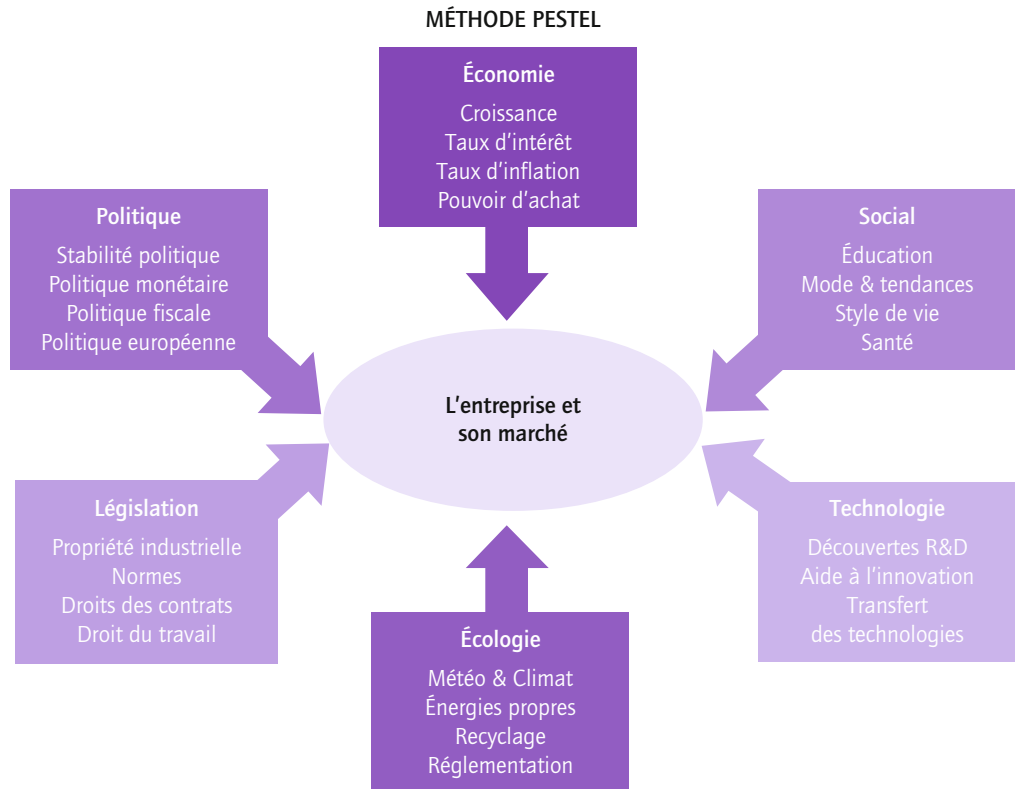 MÉTHODE PESTEL
Économie
Croissance
Taux d'intérêt
Taux d'inflation
Pouvoir d'achat
Politique
Stabilité politique
Politique monétaire
Politique fiscale
Politique européenne
Social
Éducation
Mode & tendances
Style de vie
Santé
L'entreprise et
son marché
Législation
Propriété industrielle
Normes
Droits des contrats
Droit du travail
Technologie
Découvertes R&D
Aide à l'innovation
Transfert
des technologies
Écologie
Météo & Climat
Énergies propres
Recyclage
Réglementation